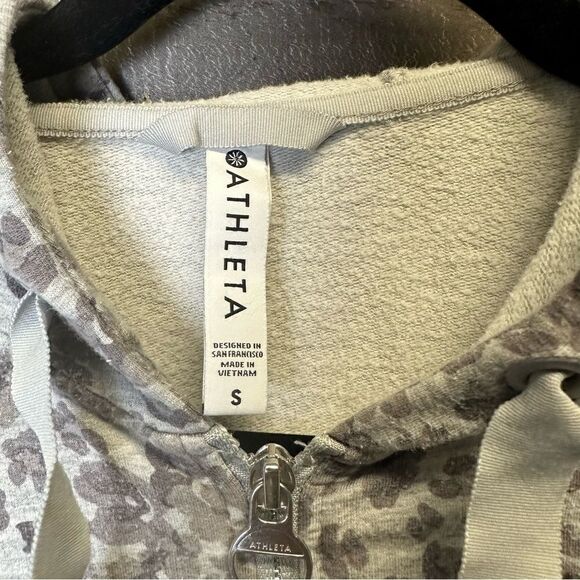 ATHLETA
DESIGNED IN
SAN FRANCISCO
MADE IN
VIETNAM
S
ATHLETA